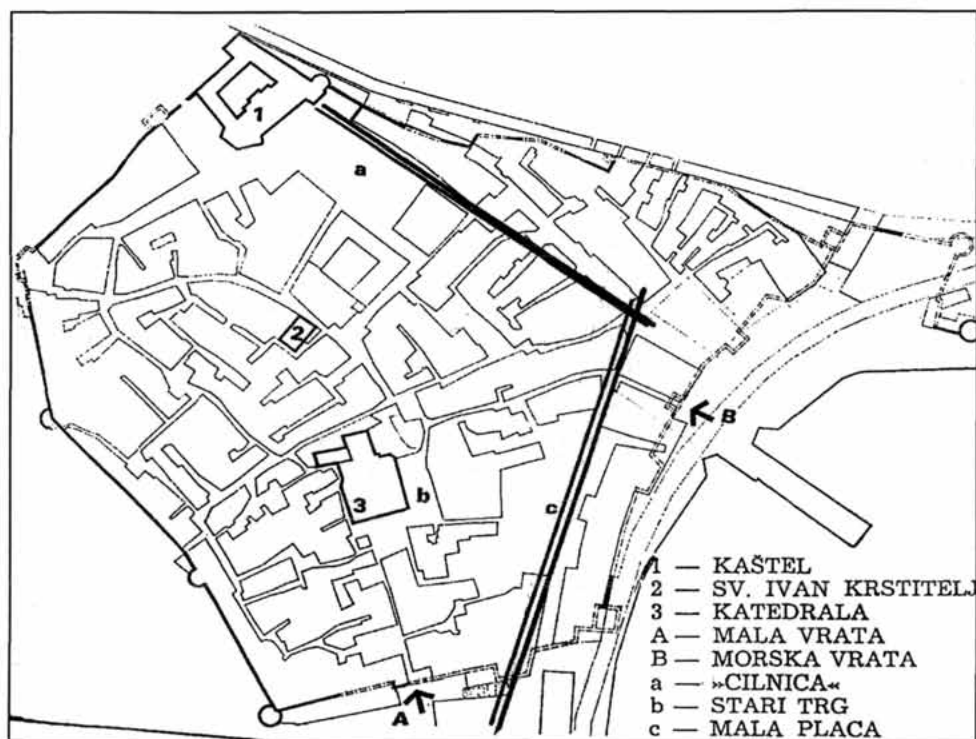 1
a
2
B
3
b
c
A
1 — KAŠTEL
2 — SV. IVAN KRSTITELJ
3 — KATEDRALA
A — MALA VRATA
B — MORSKA VRATA
a — »CILNICA«
b — STARI TRG
c — MALA PLACA